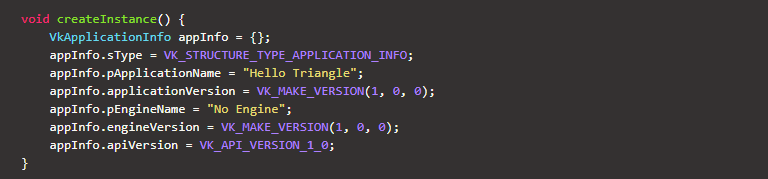 void createInstance() {
    VkApplicationInfo appInfo = {};
    appInfo.sType = VK_STRUCTURE_TYPE_APPLICATION_INFO;
    appInfo.pApplicationName = "Hello Triangle";
    appInfo.applicationVersion = VK_MAKE_VERSION(1, 0, 0);
    appInfo.pEngineName = "No Engine";
    appInfo.engineVersion = VK_MAKE_VERSION(1, 0, 0);
    appInfo.apiVersion = VK_API_VERSION_1_0;
}